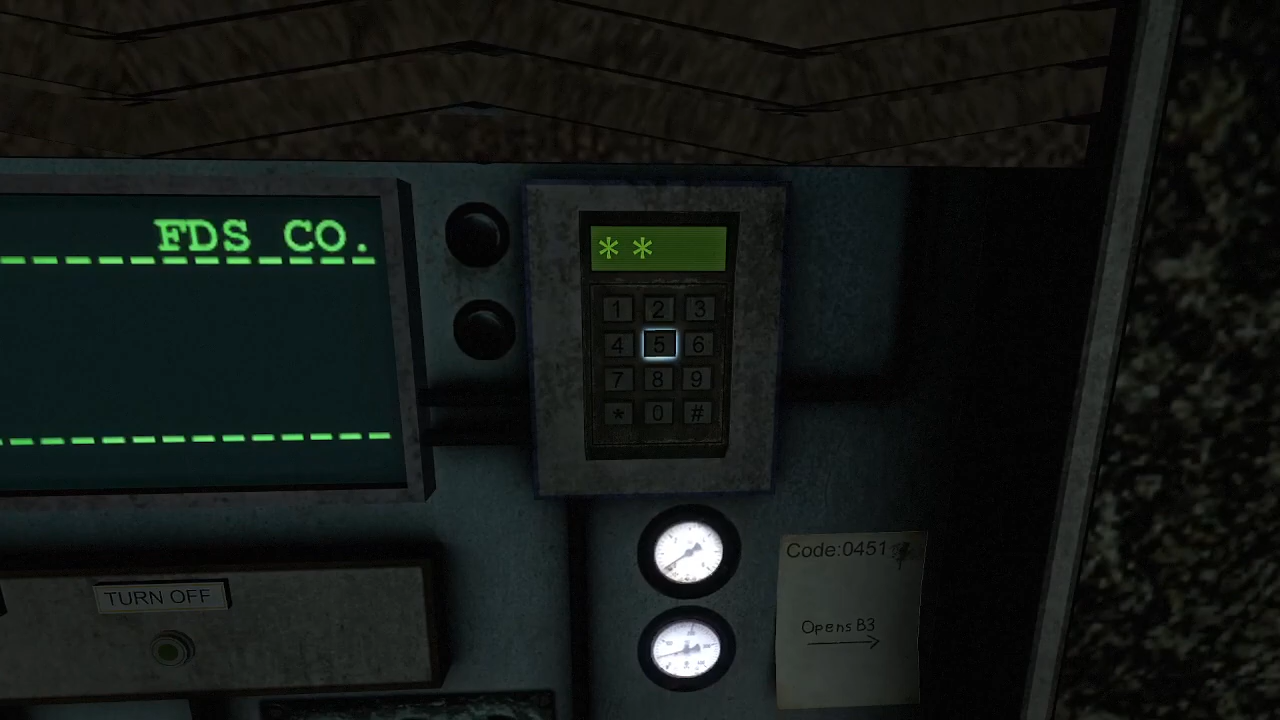 FDS CO.
* *
1 2 3
4 5 6
7 8 9
* 0 #
TURN OFF
Code:0451
Opens B3